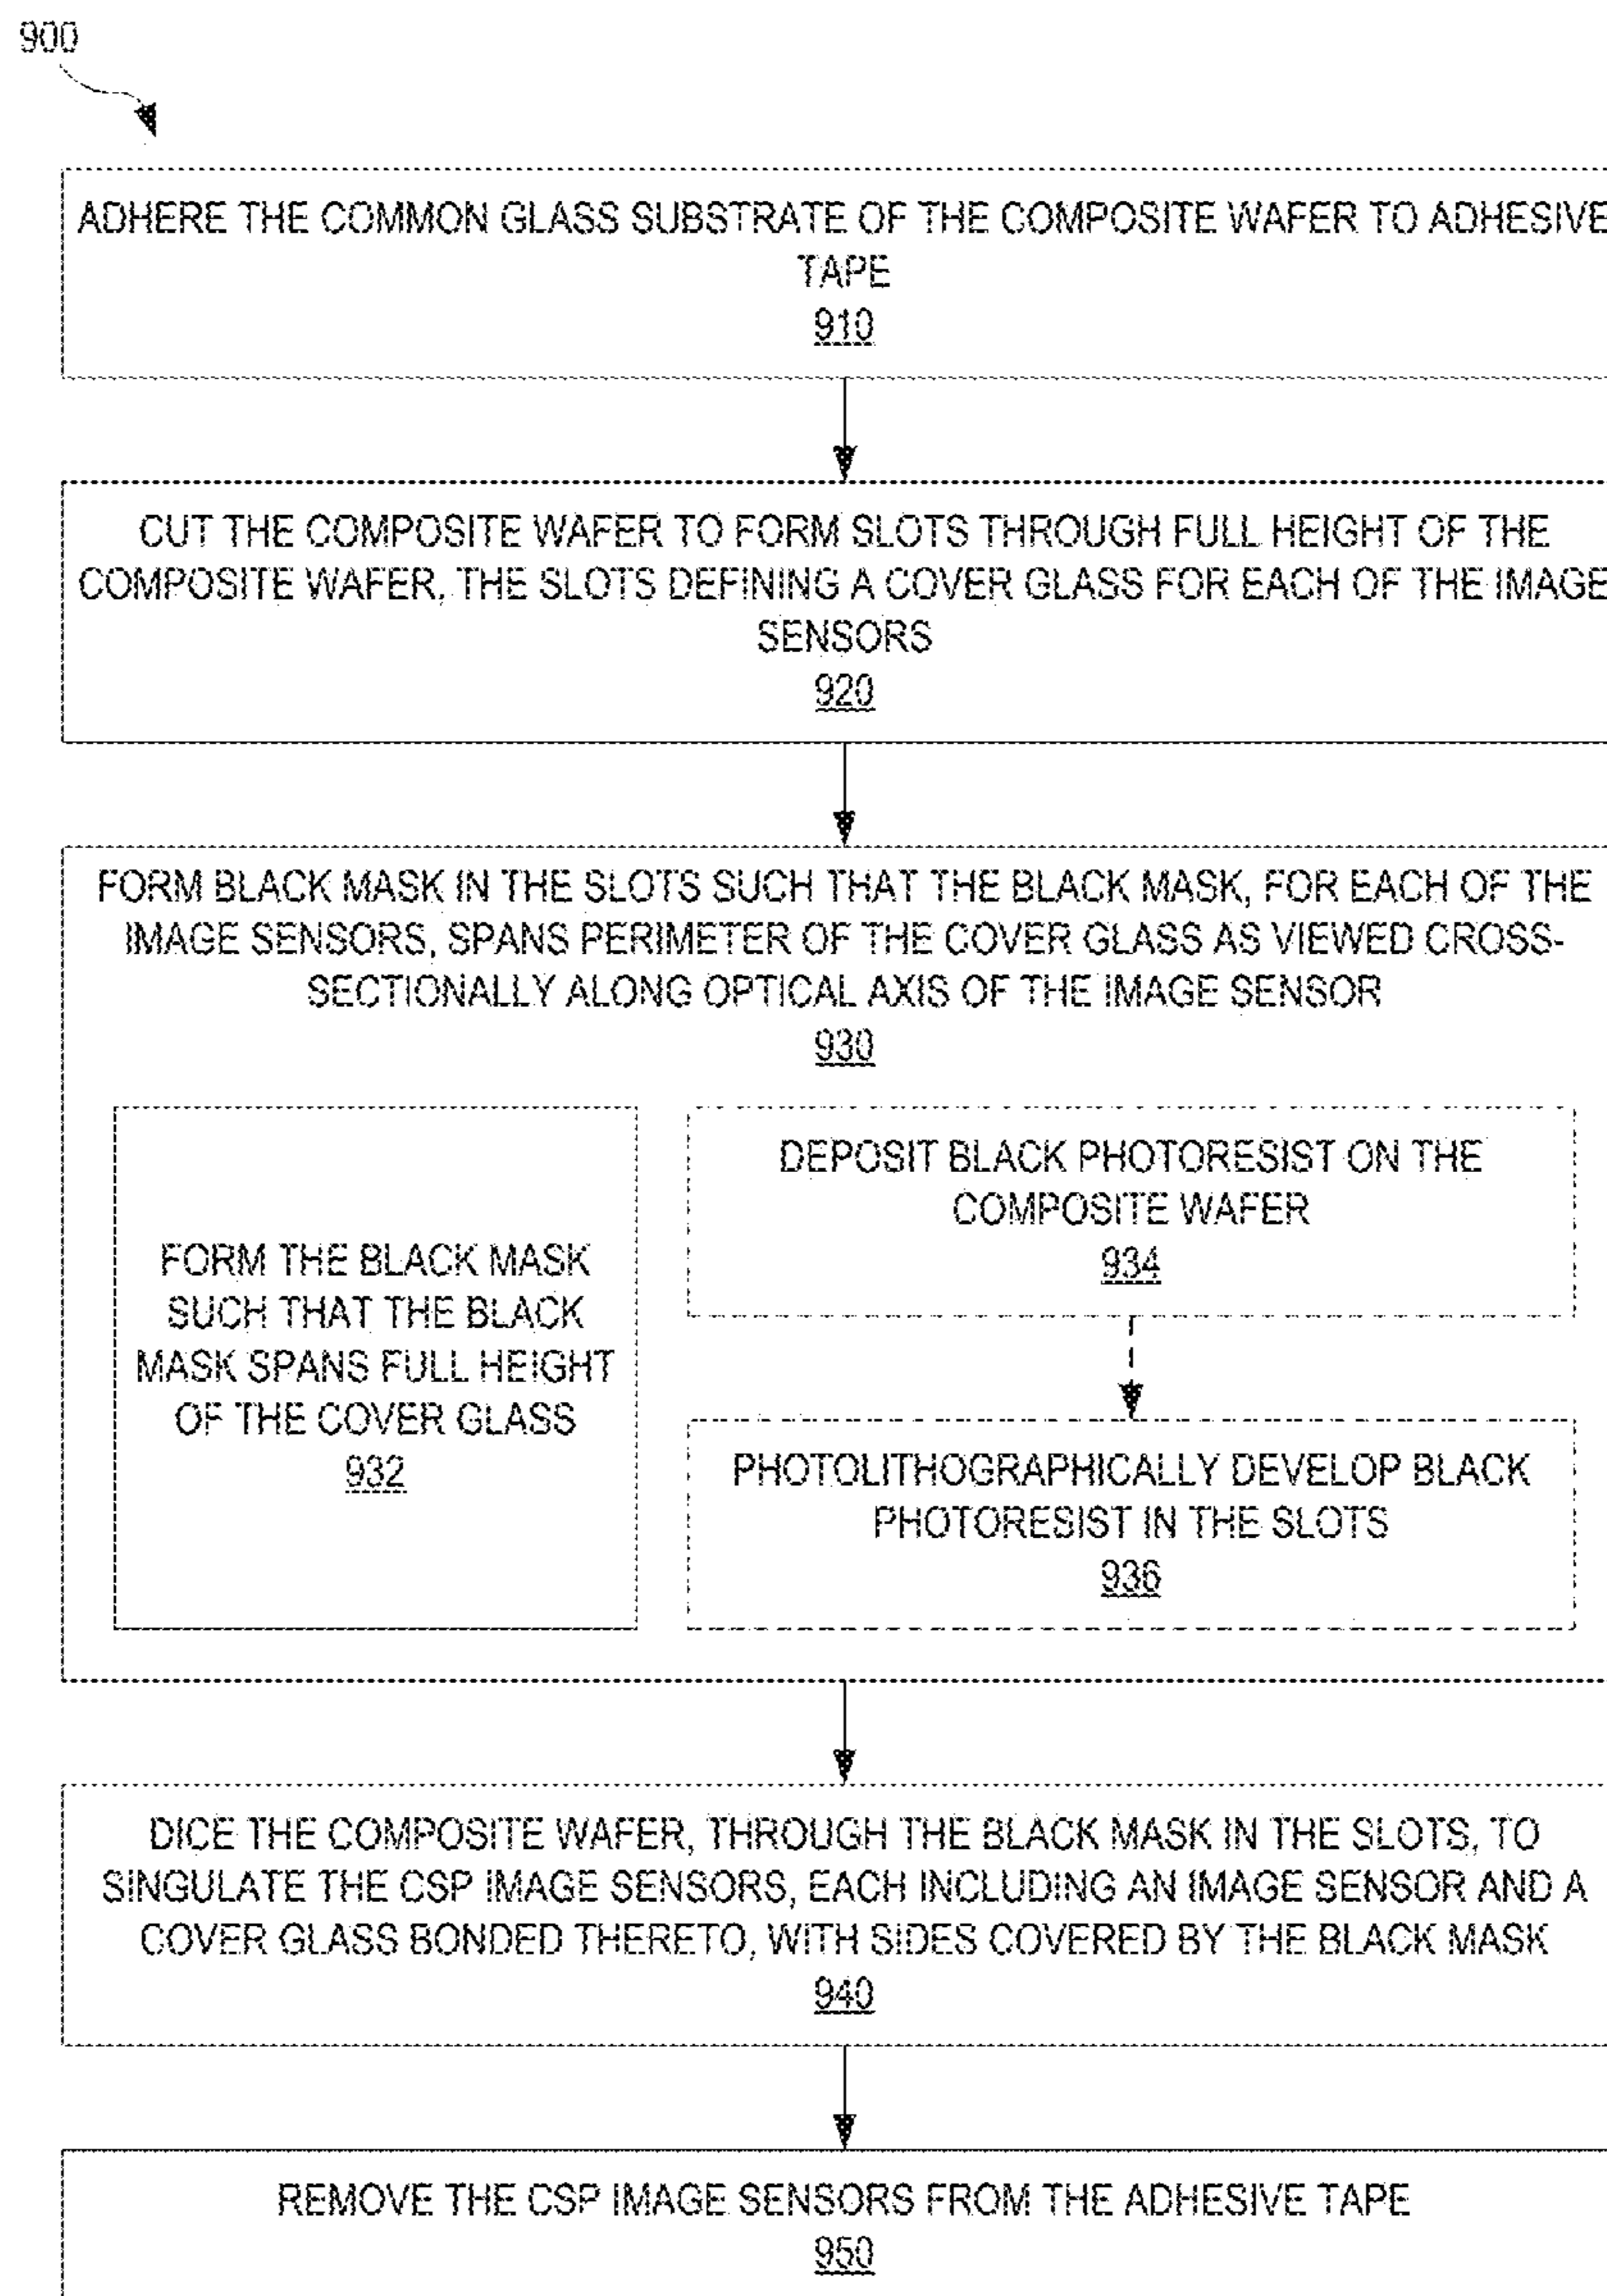 900
ADHERE THE COMMON GLASS SUBSTRATE OF THE COMPOSITE WAFER TO ADHESIVE
TAPE
910
CUT THE COMPOSITE WAFER TO FORM SLOTS THROUGH FULL HEIGHT OF THE
COMPOSITE WAFER, THE SLOTS DEFINING A COVER GLASS FOR EACH OF THE IMAGE
SENSORS
920
FORM BLACK MASK IN THE SLOTS SUCH THAT THE BLACK MASK, FOR EACH OF THE
IMAGE SENSORS, SPANS PERIMETER OF THE COVER GLASS AS VIEWED CROSS-
SECTIONALLY ALONG OPTICAL AXIS OF THE IMAGE SENSOR
930
FORM THE BLACK MASK
SUCH THAT THE BLACK
MASK SPANS FULL HEIGHT
OF THE COVER GLASS
932
DEPOSIT BLACK PHOTORESIST ON THE
COMPOSITE WAFER
934
PHOTOLITHOGRAPHICALLY DEVELOP BLACK
PHOTORESIST IN THE SLOTS
936
DICE THE COMPOSITE WAFER, THROUGH THE BLACK MASK IN THE SLOTS, TO
SINGULATE THE CSP IMAGE SENSORS, EACH INCLUDING AN IMAGE SENSOR AND A
COVER GLASS BONDED THERETO, WITH SIDES COVERED BY THE BLACK MASK
940
REMOVE THE CSP IMAGE SENSORS FROM THE ADHESIVE TAPE
950